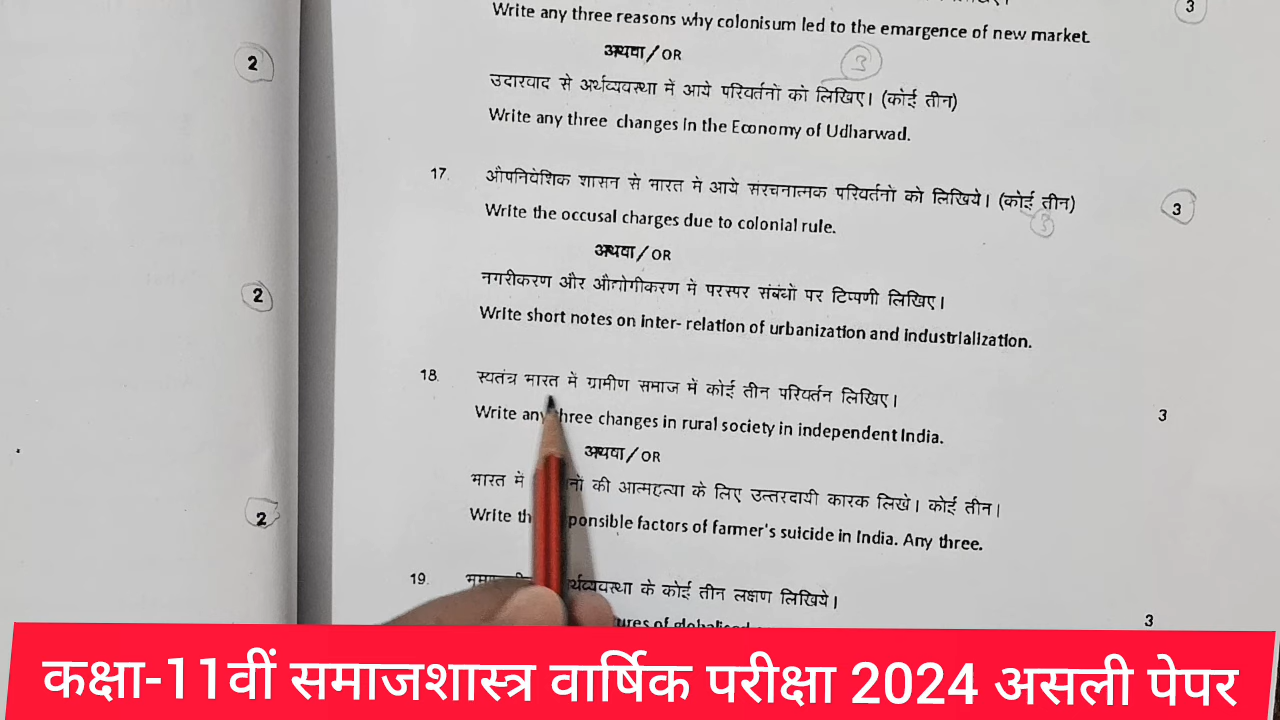 3
Write any three reasons why colonisum led to the emargence of new market.
2
अथवा/OR
3
उदारवाद से अर्थव्यवस्था में आये परिवर्तनों को लिखिए। (कोई तीन)
Write any three changes in the Economy of Udharwad.
17. औपनिवेशिक शासन से भारत में आये संरचनात्मक परिवर्तनों को लिखिये। (कोई तीन) 3
3
Write the occusal charges due to colonial rule.
अथवा/OR
2
नगरीकरण और औद्योगीकरण में परस्पर संबंधों पर टिप्पणी लिखिए।
Write short notes on inter- relation of urbanization and industrialization.
18. स्वतंत्र भारत में ग्रामीण समाज में कोई तीन परिवर्तन लिखिए। 3
Write any three changes in rural society in independent India.
अथवा/OR
भारत में की आत्महत्या के लिए उत्तरदायी कारक लिखें। कोई तीन।
2
Write factors of farmer's suicide in India. Any three.
19. के कोई तीन लक्षण लिखिये।
3
कक्षा-11वीं समाजशास्त्र वार्षिक परीक्षा 2024 असली पेपर